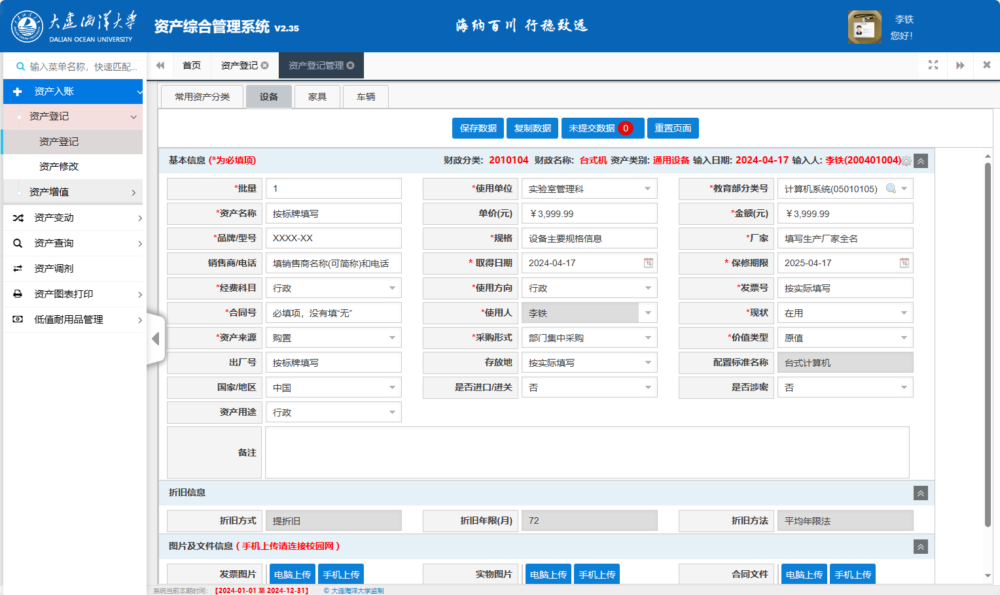 大连海洋大学
DALIAN OCEAN UNIVERSITY
资产综合管理系统 V2.35
海纳百川 行稳致远
李铁
您好！
输入菜单名称，快速匹配...
首页
资产登记
资产登记管理
资产入账
资产登记
资产登记
资产修改
资产增值
资产变动
资产查询
资产调剂
资产图表打印
低值耐用品管理
常用资产分类 设备 家具 车辆
保存数据 复制数据 未提交数据 0 重置页面
基本信息 (*为必填项) 财政分类: 2010104 财政名称: 台式机 资产类别: 通用设备 输入日期: 2024-04-17 输入人: 李铁(200401004)
*批量 1 *使用单位 实验室管理科 *教育部分类号 计算机系统(05010105)
*资产名称 按标牌填写 单价(元) ￥3,999.99 *金额(元) ￥3,999.99
*品牌/型号 XXXX-XX *规格 设备主要规格信息 *厂家 填写生产厂家全名
销售商/电话 填销售商名称(可简称)和电话 * 取得日期 2024-04-17 * 保修期限 2025-04-17
*经费科目 行政 *使用方向 行政 *发票号 按实际填写
*合同号 必填项，没有填“无” *使用人 李铁 *现状 在用
*资产来源 购置 *采购形式 部门集中采购 *价值类型 原值
出厂号 按标牌填写 存放地 按实际填写 配置标准名称 台式计算机
国家/地区 中国 是否进口/进关 否 是否涉密 否
资产用途 行政
备注
折旧信息
折旧方式 提折旧 折旧年限(月) 72 折旧方法 平均年限法
图片及文件信息 ( 手机上传请连接校园网 )
发票图片 电脑上传 手机上传 实物图片 电脑上传 手机上传 合同文件 电脑上传 手机上传
系统当前本期时间： 【2024-01-01 至 2024-12-31】 © 大连海洋大学监制